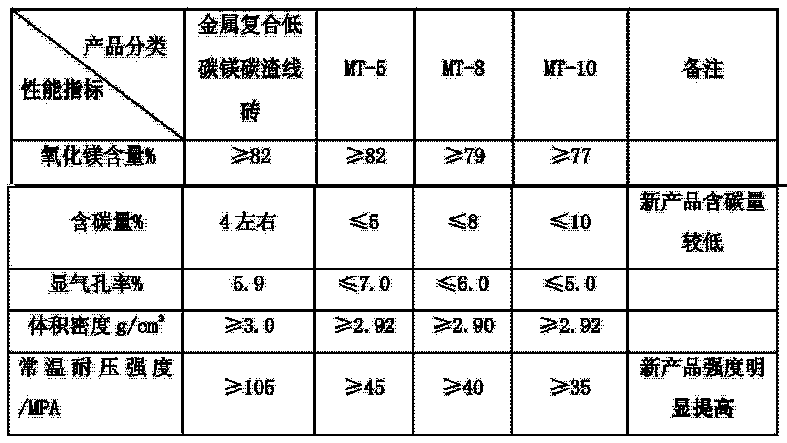 产品分类
性能指标
金属复合低
碳镁碳渣线
砖
MT-5
MT-8
MT-10
备注
氧化镁含量%
≥82
≥82
≥79
≥77
含碳量%
4左右
≤5
≤8
≤10
新产品含碳量
较低
显气孔率%
5.9
≤7.0
≤6.0
≤5.0
体积密度g/cm³
≥3.0
≥2.92
≥2.90
≥2.92
常温耐压强度
/MPA
≥105
≥45
≥40
≥35
新产品强度明
显提高